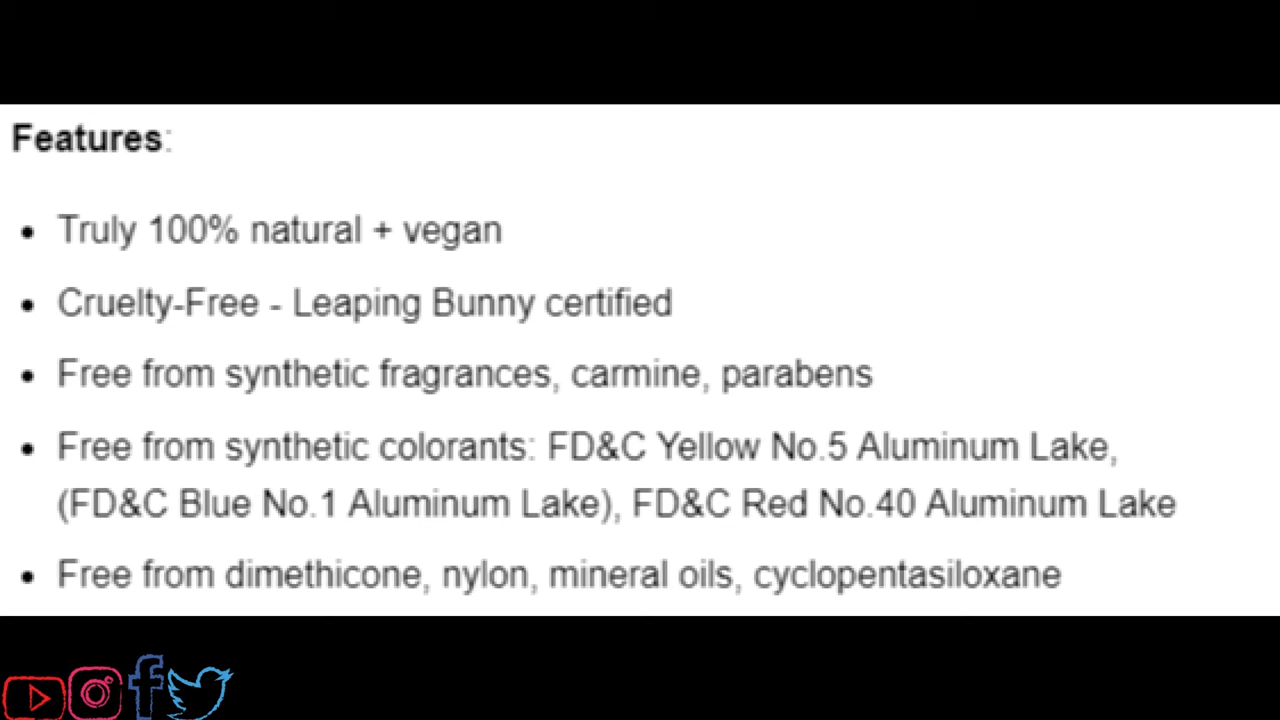 Features:
• Truly 100% natural + vegan
• Cruelty-Free - Leaping Bunny certified
• Free from synthetic fragrances, carmine, parabens
• Free from synthetic colorants: FD&C Yellow No.5 Aluminum Lake,
(FD&C Blue No.1 Aluminum Lake), FD&C Red No.40 Aluminum Lake
• Free from dimethicone, nylon, mineral oils, cyclopentasiloxane